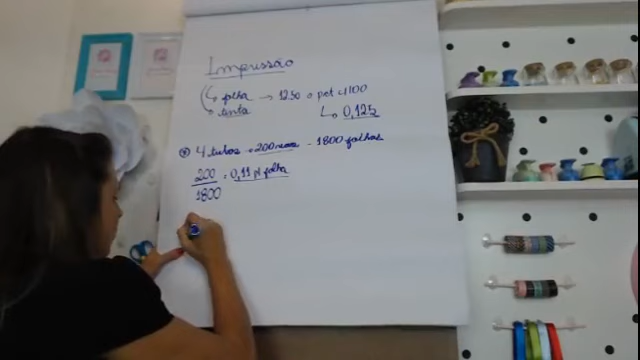 Impressão
folha → 12.50 o pct c/100
tinta ↳ 0,125
4 tubos = 200 reais - 1800 folhas
200 = 0,11 p/ folha
1800